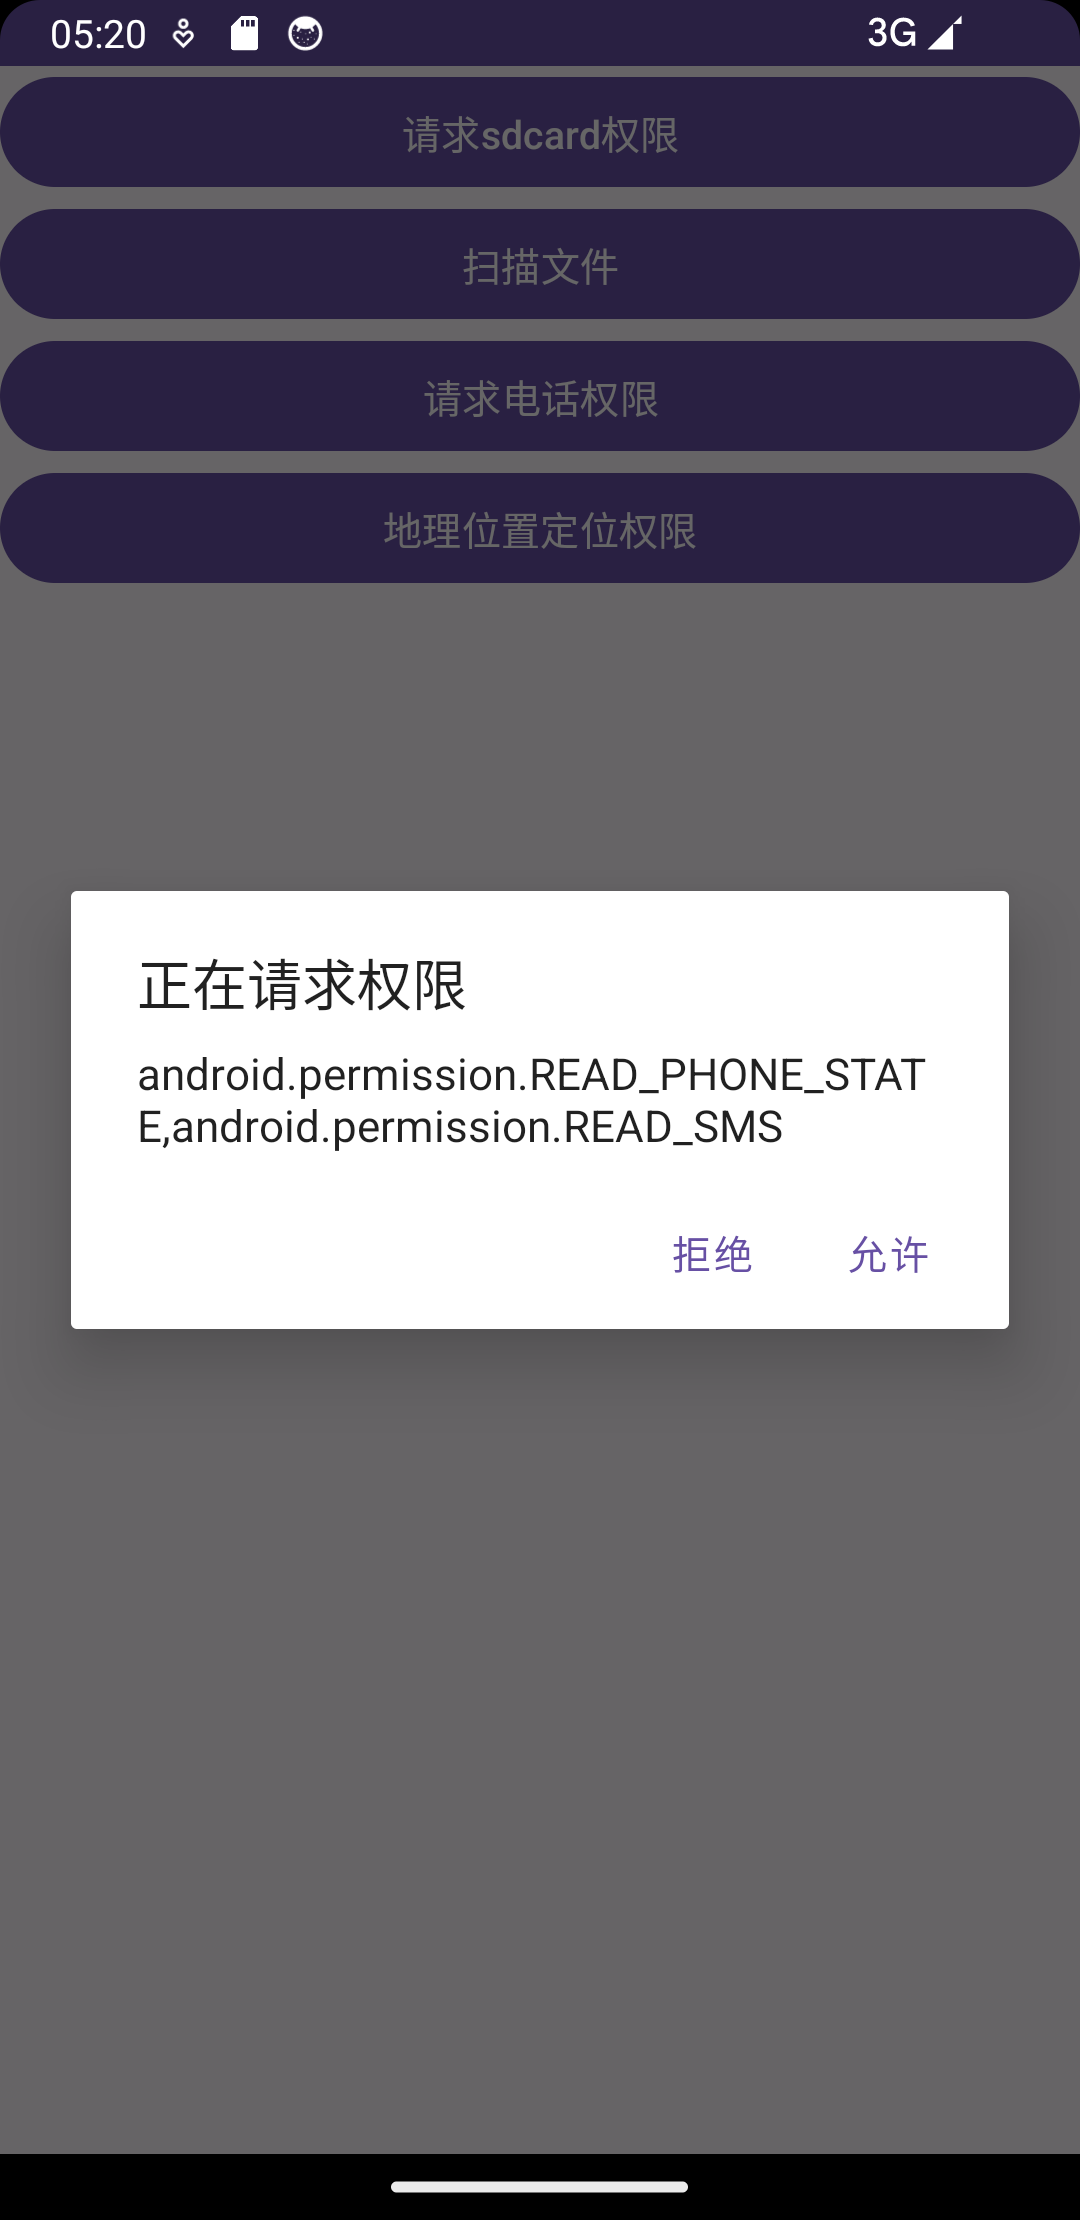 05:20
3G
请求sdcard权限
扫描文件
请求电话权限
地理位置定位权限
正在请求权限
android.permission.READ_PHONE_STAT
E,android.permission.READ_SMS
拒绝 允许